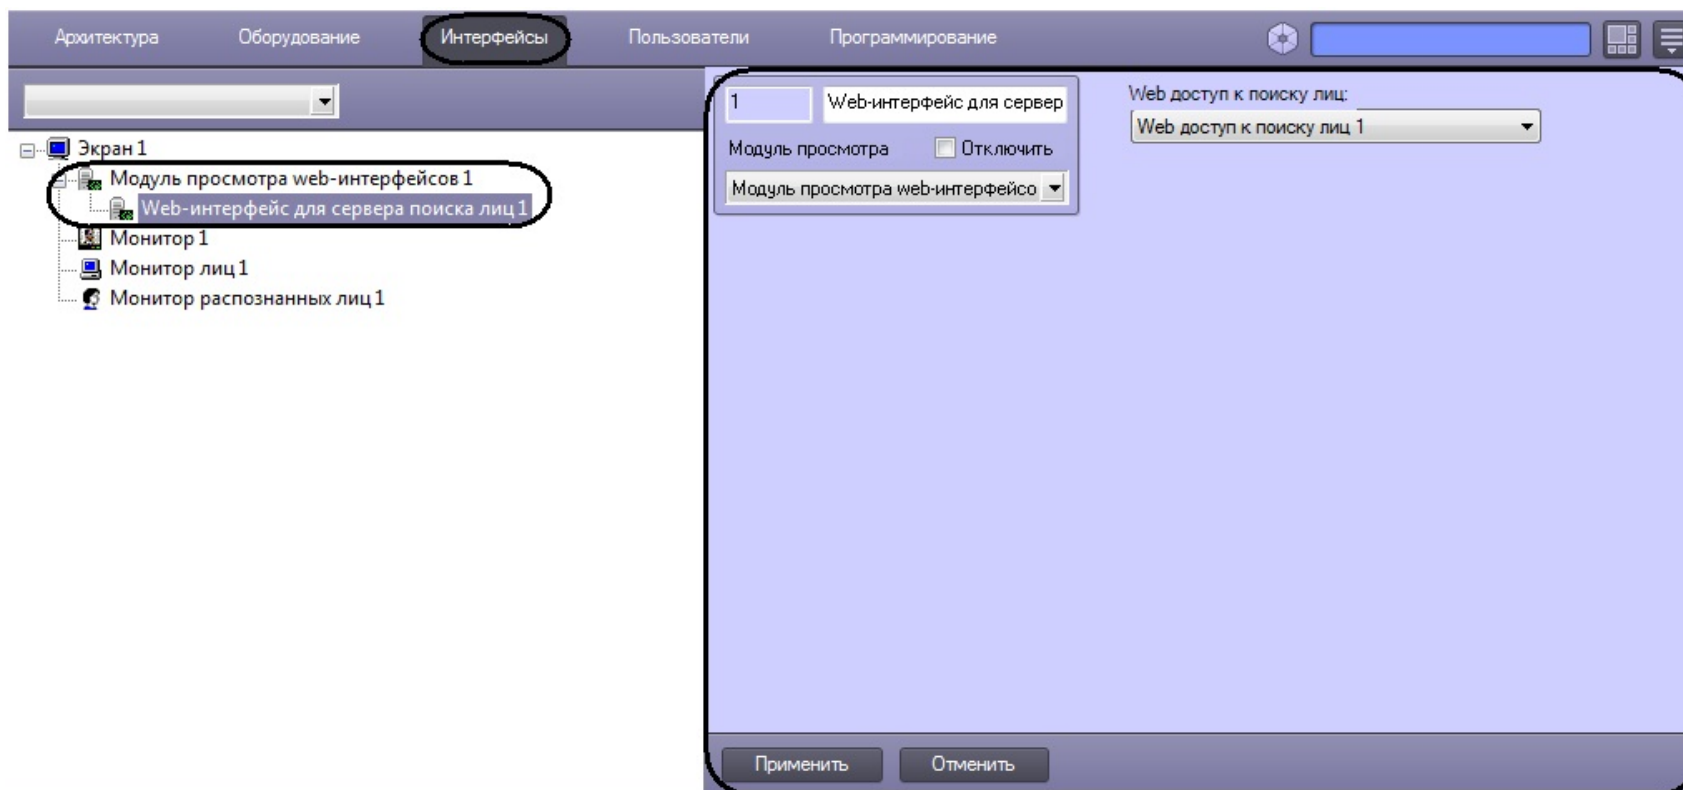 Архитектура Оборудование Интерфейсы Пользователи Программирование
Экран 1
Модуль просмотра web-интерфейсов 1
Web-интерфейс для сервера поиска лиц 1
Монитор 1
Монитор лиц 1
Монитор распознанных лиц 1
1 Web-интерфейс для сервер
Модуль просмотра Отключить
Модуль просмотра web-интерфейсо
Web доступ к поиску лиц:
Web доступ к поиску лиц 1
Применить Отменить